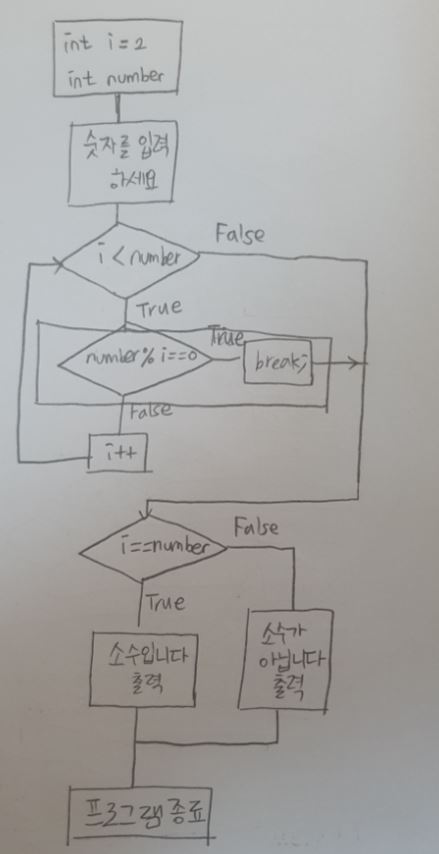 int i=2
int number
숫자를 입력
하세요
i < number
False
True
number% i==0
True
break;
False
i++
i==number
False
True
소수입니다
출력
소수가
아닙니다
출력
프로그램 종료